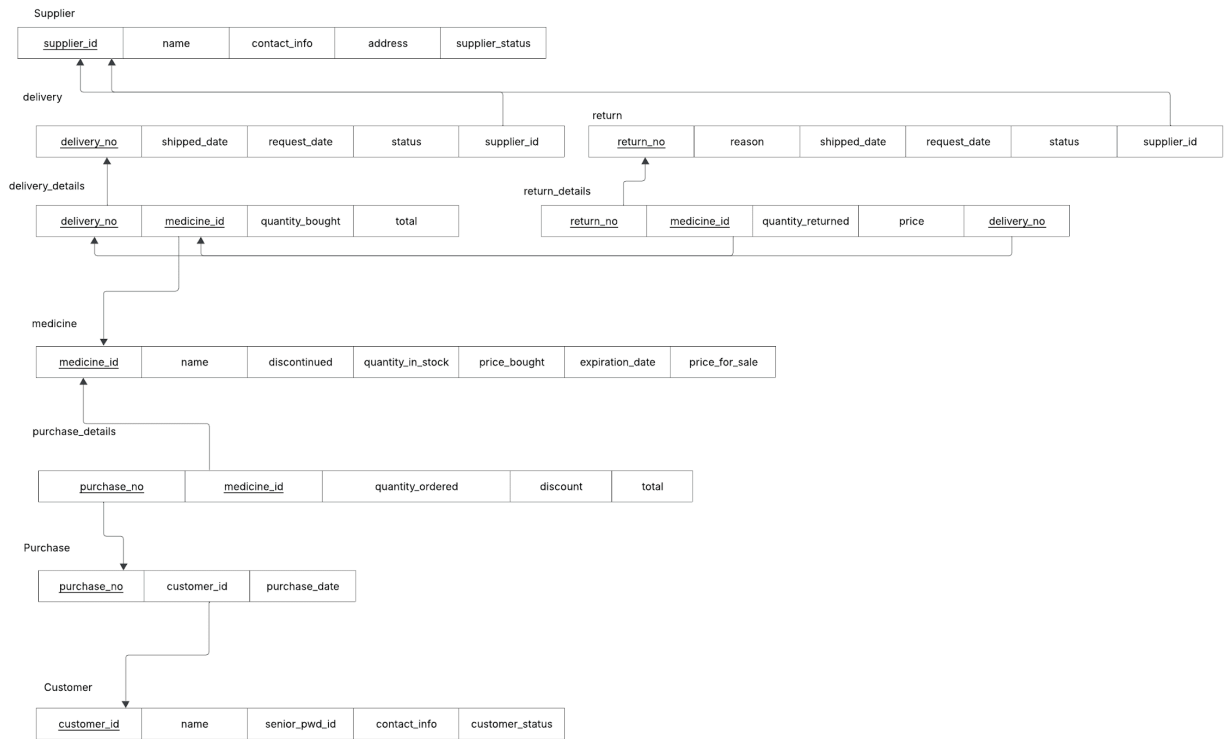 Supplier
supplier_id name contact_info address supplier_status
delivery
return
delivery_no shipped_date request_date status supplier_id
return_no reason shipped_date request_date status supplier_id
delivery_details
return_details
delivery_no medicine_id quantity_bought total
return_no medicine_id quantity_returned price delivery_no
medicine
medicine_id name discontinued quantity_in_stock price_bought expiration_date price_for_sale
purchase_details
purchase_no medicine_id quantity_ordered discount total
Purchase
purchase_no customer_id purchase_date
Customer
customer_id name senior_pwd_id contact_info customer_status